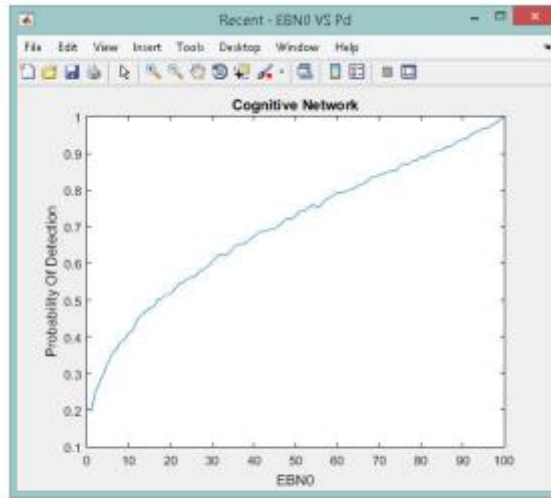 Recent - EBN0 VS Pd
File Edit View Insert Tools Desktop Window Help
Cognitive Network
1
0.9
0.8
0.7
0.6
0.5
0.4
0.3
0.2
0.1
Probability Of Detection
0 10 20 30 40 50 60 70 80 90 100
EBN0